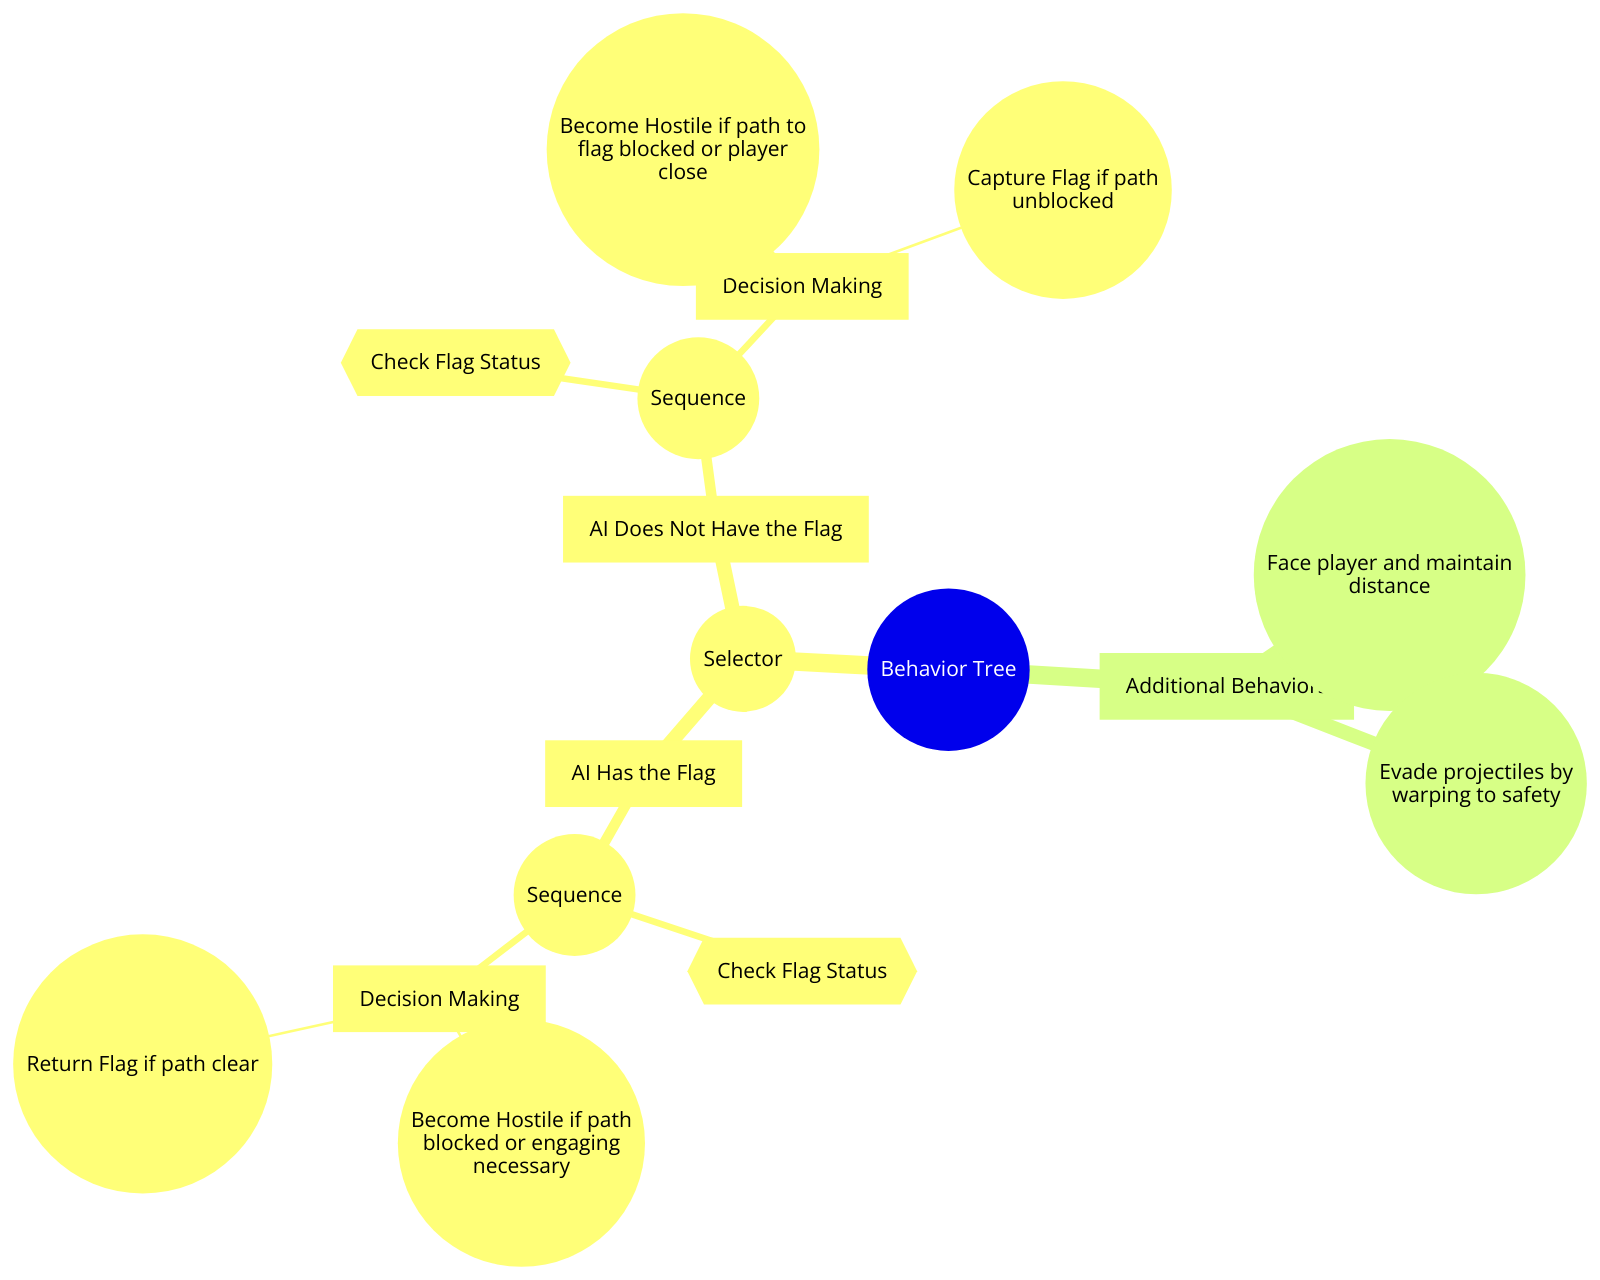 Become Hostile if path to
flag blocked or player
close
Capture Flag if path
unblocked
Decision Making
Check Flag Status
Sequence
AI Does Not Have the Flag
Selector
Behavior Tree
Face player and maintain
distance
Additional Behavior
Evade projectiles by
warping to safety
AI Has the Flag
Sequence
Check Flag Status
Decision Making
Return Flag if path clear
Become Hostile if path
blocked or engaging
necessary